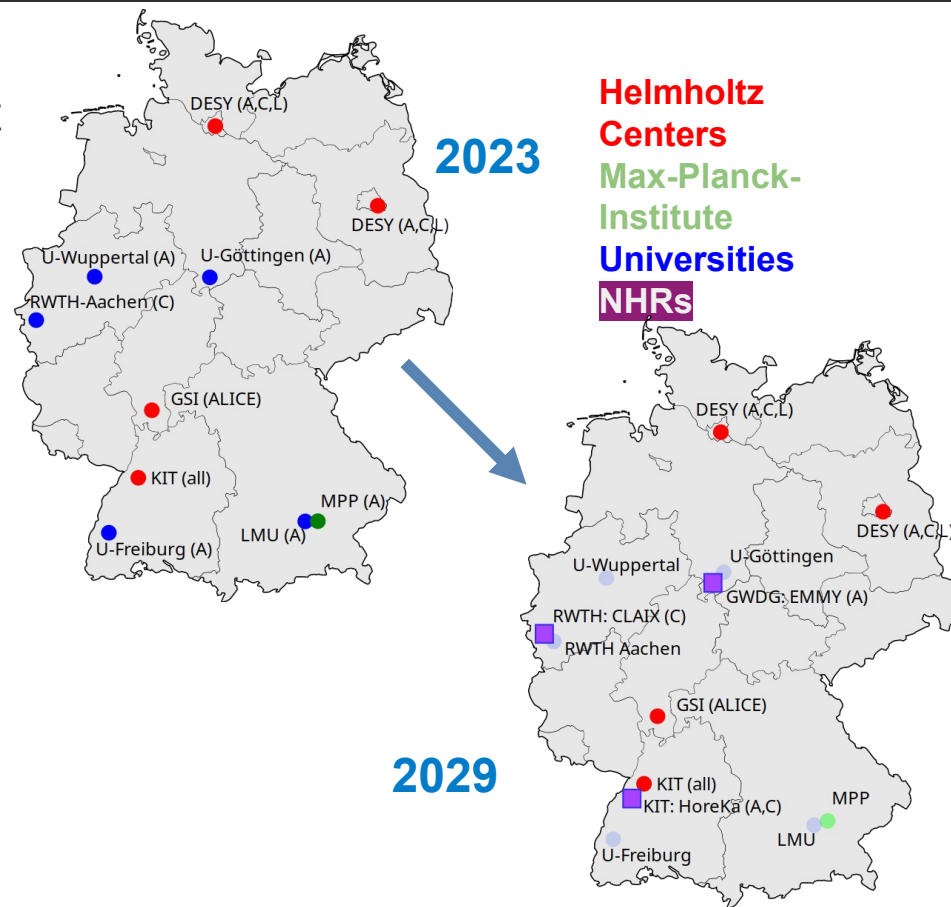 DESY (A,C,L)
2023
DESY (A,C,L)
U-Wuppertal (A)
U-Göttingen (A)
RWTH-Aachen (C)
GSI (ALICE)
KIT (all)
MPP (A)
LMU (A)
U-Freiburg (A)
Helmholtz
Centers
Max-Planck-
Institute
Universities
NHRs
DESY (A,C,L)
DESY (A,C,L)
U-Göttingen
U-Wuppertal
GWDG: EMMY (A)
RWTH: CLAIX (C)
RWTH Aachen
GSI (ALICE)
2029
KIT (all)
KIT: HoreKa (A,C)
MPP
LMU
U-Freiburg